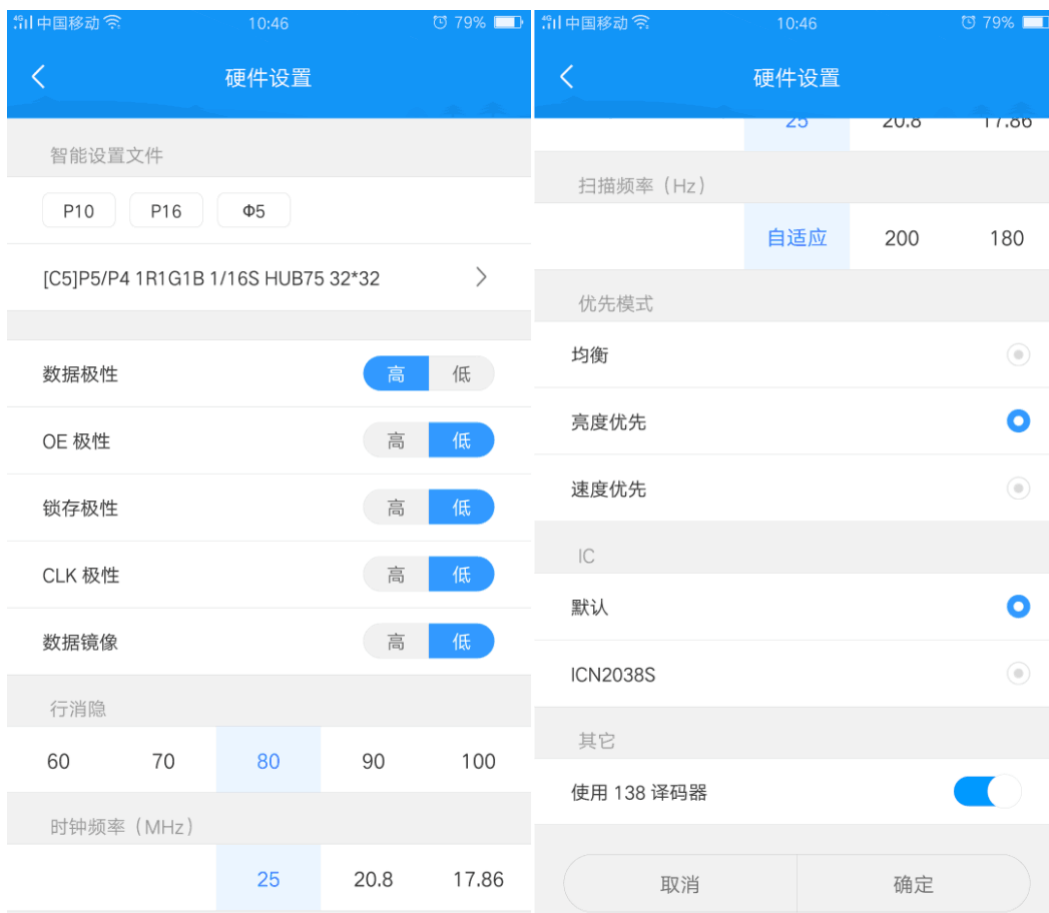 中国移动 10:46 79%
硬件设置
智能设置文件
P10 P16 Φ5
[C5]P5/P4 1R1G1B 1/16S HUB75 32*32
数据极性 高 低
OE 极性 高 低
锁存极性 高 低
CLK 极性 高 低
数据镜像 高 低
行消隐
60 70 80 90 100
时钟频率（MHz）
25 20.8 17.86
中国移动 10:46 79%
硬件设置
25 20.8 17.86
扫描频率（Hz）
自适应 200 180
优先模式
均衡
亮度优先
速度优先
IC
默认
ICN2038S
其它
使用 138 译码器
取消 确定